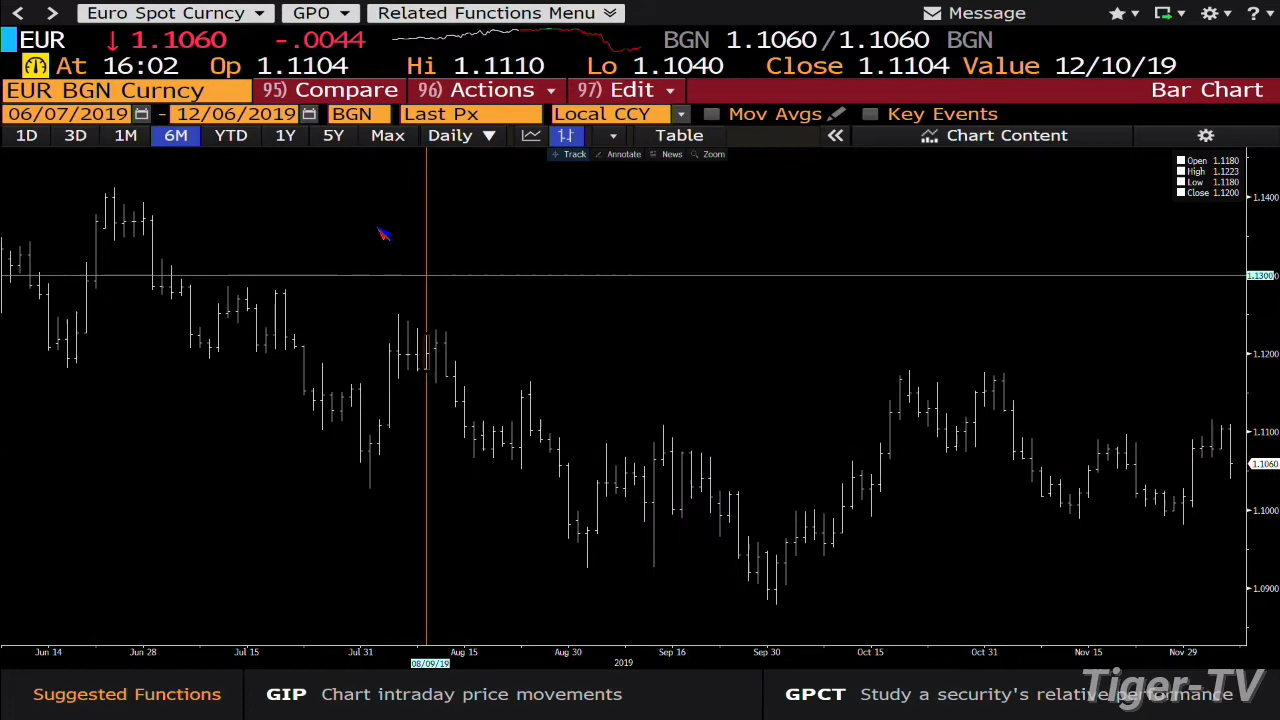 Euro Spot Curncy GPO Related Functions Menu Message
EUR ↓ 1.1060 -.0044 BGN 1.1060/1.1060 BGN
At 16:02 Op 1.1104 Hi 1.1110 Lo 1.1040 Close 1.1104 Value 12/10/19
EUR BGN Curncy 95) Compare 96) Actions 97) Edit Bar Chart
06/07/2019 - 12/06/2019 BGN Last Px Local CCY Mov Avgs Key Events
1D 3D 1M 6M YTD 1Y 5Y Max Daily ▼ Table « Chart Content
Track Annotate News Zoom
Open 1.1180
High 1.1223
Low 1.1180
Close 1.1200
1.1400
1.1300
1.1200
1.1100
1.1060
1.1000
1.0900
Jun 14 Jun 28 Jul 15 Jul 31 Aug 15 Aug 30 Sep 16 Sep 30 Oct 15 Oct 31 Nov 15 Nov 29
08/09/19 2019
Suggested Functions GIP Chart intraday price movements GPCT Study a security's relative performance
Tiger-TV